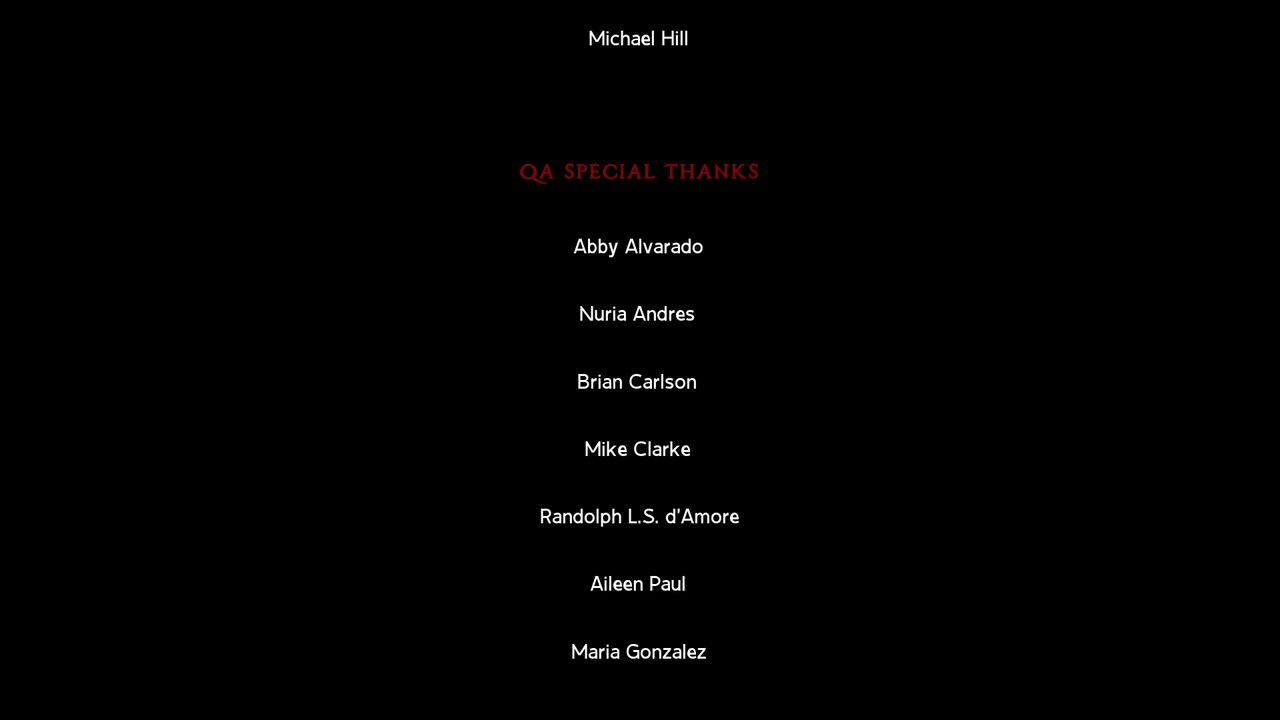 Michael Hill
QA SPECIAL THANKS
Abby Alvarado
Nuria Andres
Brian Carlson
Mike Clarke
Randolph L.S. d'Amore
Aileen Paul
Maria Gonzalez